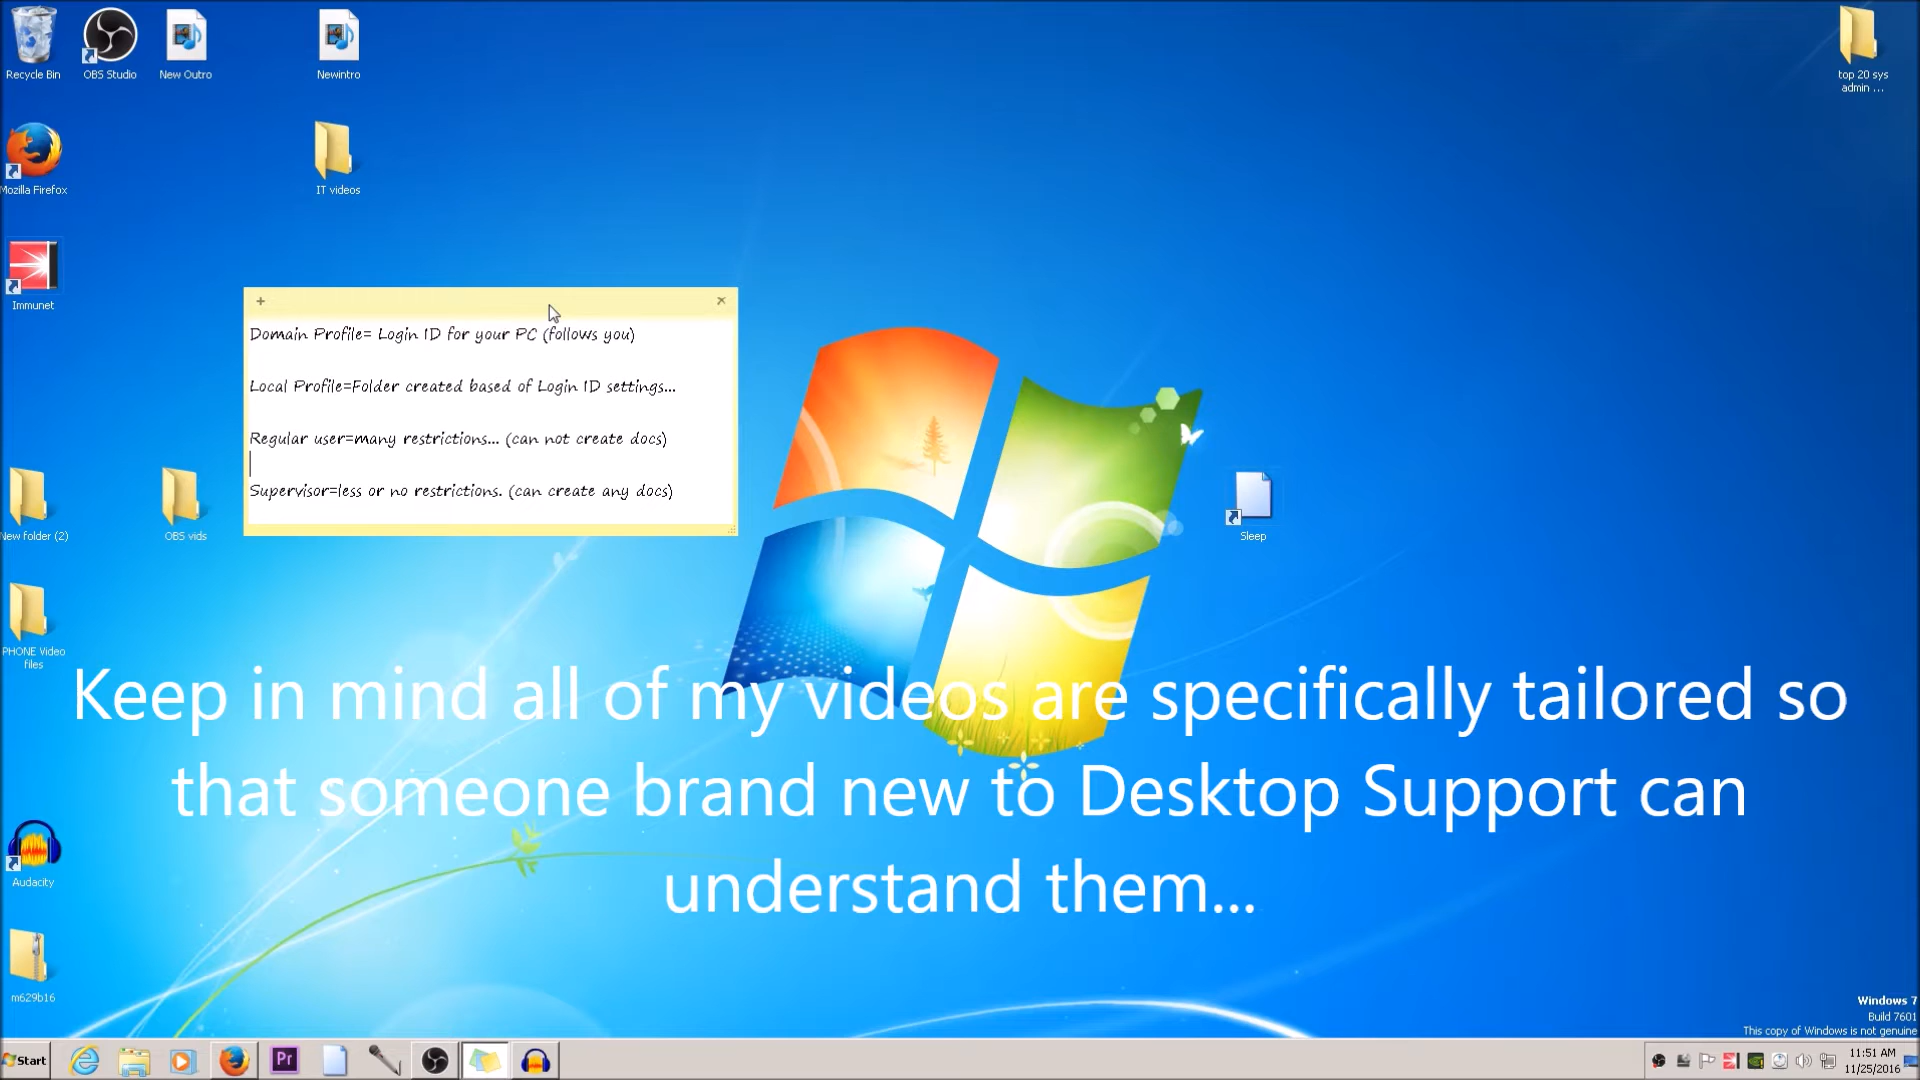 Recycle Bin
OBS Studio
New Outro
Newintro
top 20 sys
admin ...
Mozilla Firefox
IT videos
Immunet
+
×
Domain Profile= Login ID for your PC (follows you)
Local Profile=Folder created based of Login ID settings...
Regular user=many restrictions... (can not create docs)
Supervisor=less or no restrictions. (can create any docs)
New folder (2)
OBS vids
Sleep
PHONE Video
files
Keep in mind all of my videos are specifically tailored so
that someone brand new to Desktop Support can
understand them...
Audacity
m629b16
Windows 7
Build 7601
This copy of Windows is not genuine
Start
Pr
11:51 AM
11/25/2016